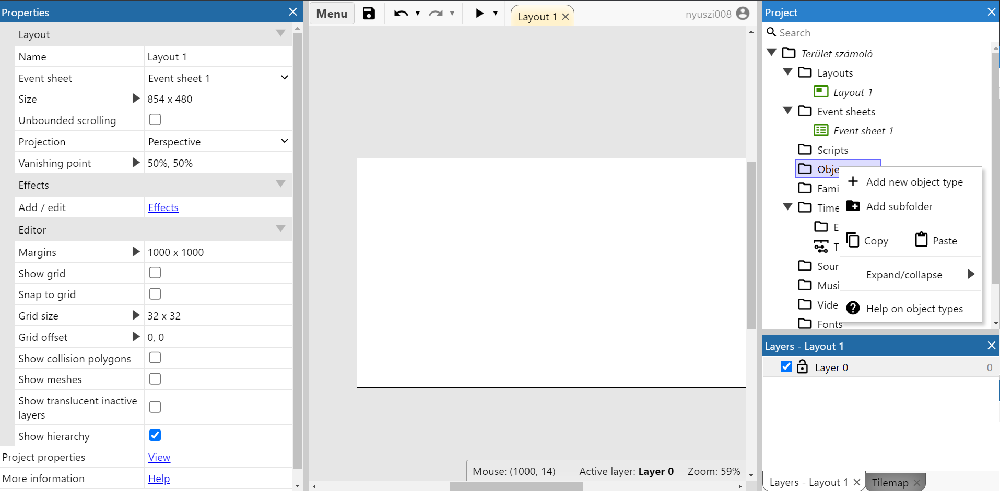 Properties
Layout
Name Layout 1
Event sheet Event sheet 1
Size 854 x 480
Unbounded scrolling
Projection Perspective
Vanishing point 50%, 50%
Effects
Add / edit Effects
Editor
Margins 1000 x 1000
Show grid
Snap to grid
Grid size 32 x 32
Grid offset 0, 0
Show collision polygons
Show meshes
Show translucent inactive
layers
Show hierarchy
Project properties View
More information Help
Menu
Layout 1
nyuszi008
Mouse: (1000, 14) Active layer: Layer 0 Zoom: 59%
Project
Search
Terület számoló
Layouts
Layout 1
Event sheets
Event sheet 1
Scripts
Obje
Fami
Time
E
T
Soun
Musi
Vide
Fonts
Add new object type
Add subfolder
Copy Paste
Expand/collapse
Help on object types
Layers - Layout 1
Layer 0 0
Layers - Layout 1 Tilemap